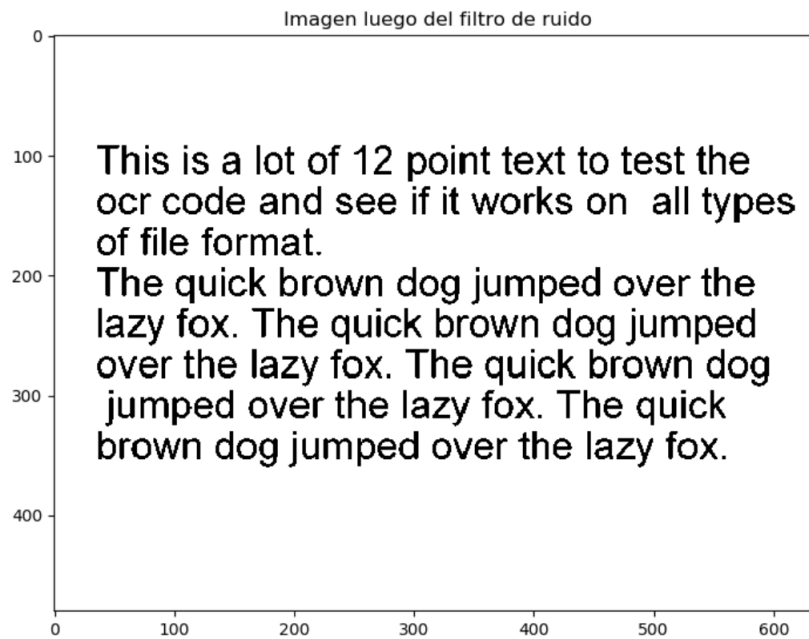 Imagen luego del filtro de ruido
0
100
200
300
400
This is a lot of 12 point text to test the
ocr code and see if it works on  all types
of file format.
The quick brown dog jumped over the
lazy fox. The quick brown dog jumped
over the lazy fox. The quick brown dog
jumped over the lazy fox. The quick
brown dog jumped over the lazy fox.
0 100 200 300 400 500 600